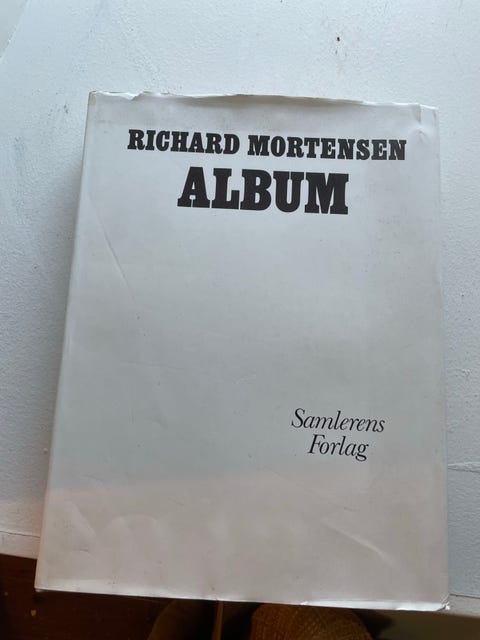 RICHARD MORTENSEN
ALBUM
Samlerens
Forlag